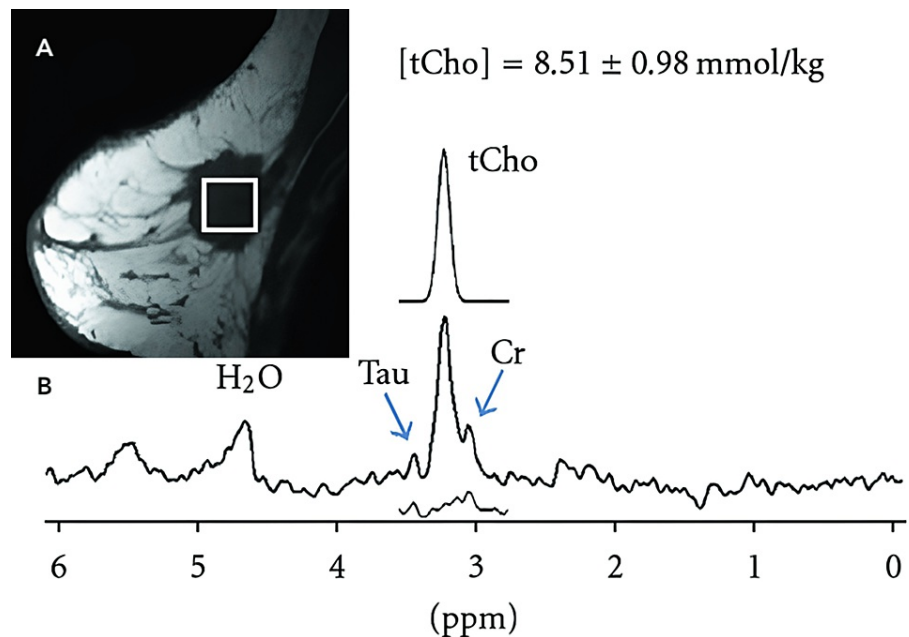 A
[tCho] = 8.51 ± 0.98 mmol/kg
tCho
Cr
Tau
H₂O
B
6 5 4 3 2 1 0
(ppm)